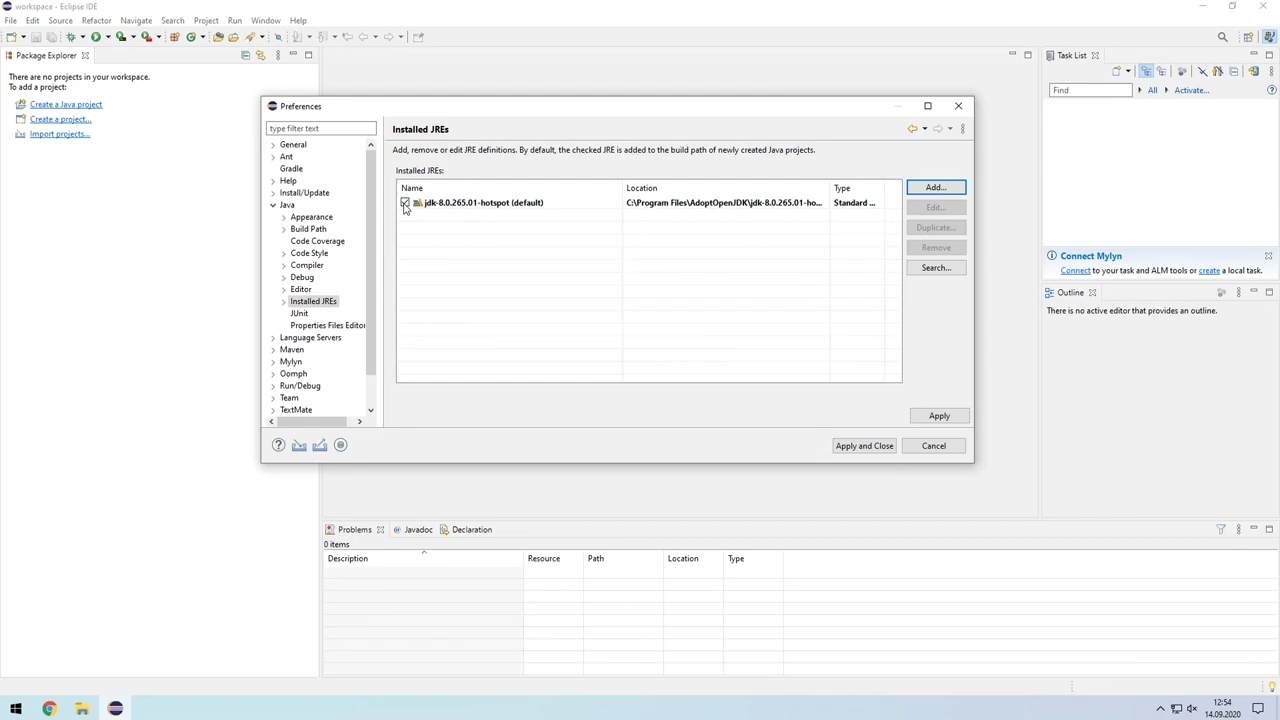 workspace - Eclipse IDE
File Edit Source Refactor Navigate Search Project Run Window Help
Package Explorer
There are no projects in your workspace.
To add a project:
Create a Java project
Create a project...
Import projects...
Preferences
type filter text
General
Ant
Gradle
Help
Install/Update
Java
Appearance
Build Path
Code Coverage
Code Style
Compiler
Debug
Editor
Installed JREs
JUnit
Properties Files Editor
Language Servers
Maven
Mylyn
Oomph
Run/Debug
Team
TextMate
Installed JREs
Add, remove or edit JRE definitions. By default, the checked JRE is added to the build path of newly created Java projects.
Installed JREs:
Name Location Type
jdk-8.0.265.01-hotspot (default) C:\Program Files\AdoptOpenJDK\jdk-8.0.265.01-ho... Standard ...
Add...
Edit...
Duplicate...
Remove
Search...
Apply
Apply and Close Cancel
Task List
Find All Activate...
Connect Mylyn
Connect to your task and ALM tools or create a local task.
Outline
There is no active editor that provides an outline.
Problems Javadoc Declaration
0 items
Description Resource Path Location Type
12:54
14.09.2020